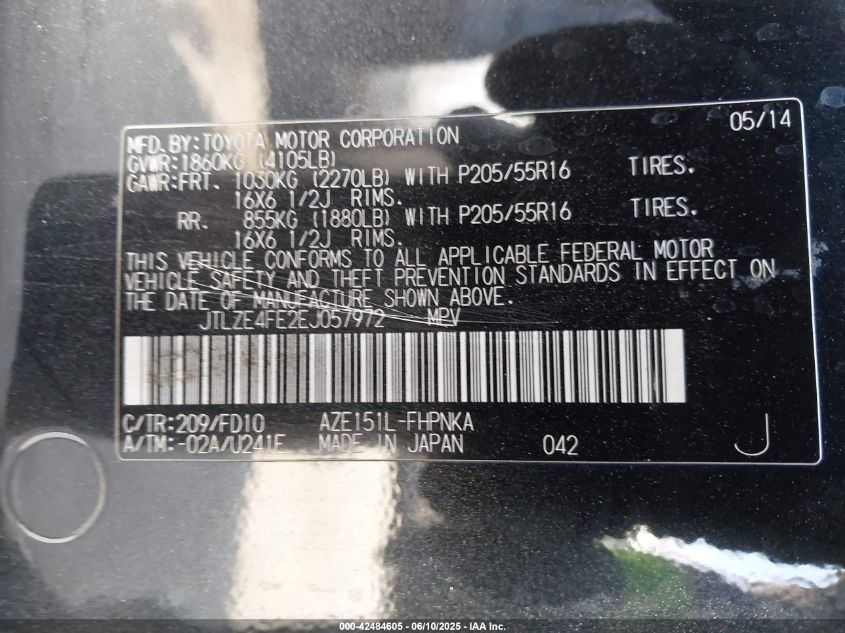 05/14
MFD.BY:TOYOTA MOTOR CORPORATION
GVWR:1860KG (4105LB)
GAWR:FRT. 1030KG (2270LB) WITH P205/55R16 TIRES.
16X6 1/2J RIMS.
RR. 855KG (1880LB) WITH P205/55R16 TIRES.
16X6 1/2J RIMS.
THIS VEHICLE CONFORMS TO ALL APPLICABLE FEDERAL MOTOR
VEHICLE SAFETY AND THEFT PREVENTION STANDARDS IN EFFECT ON
THE DATE OF MANUFACTURE SHOWN ABOVE.
JTLZE4FE2EJ057972 MPV
C/TR:209/FD10 AZE151L-FHPNKA
A/TM:-02A/U241E MADE IN JAPAN 042 J
000-42484605 - 06/10/2025 - IAA Inc.